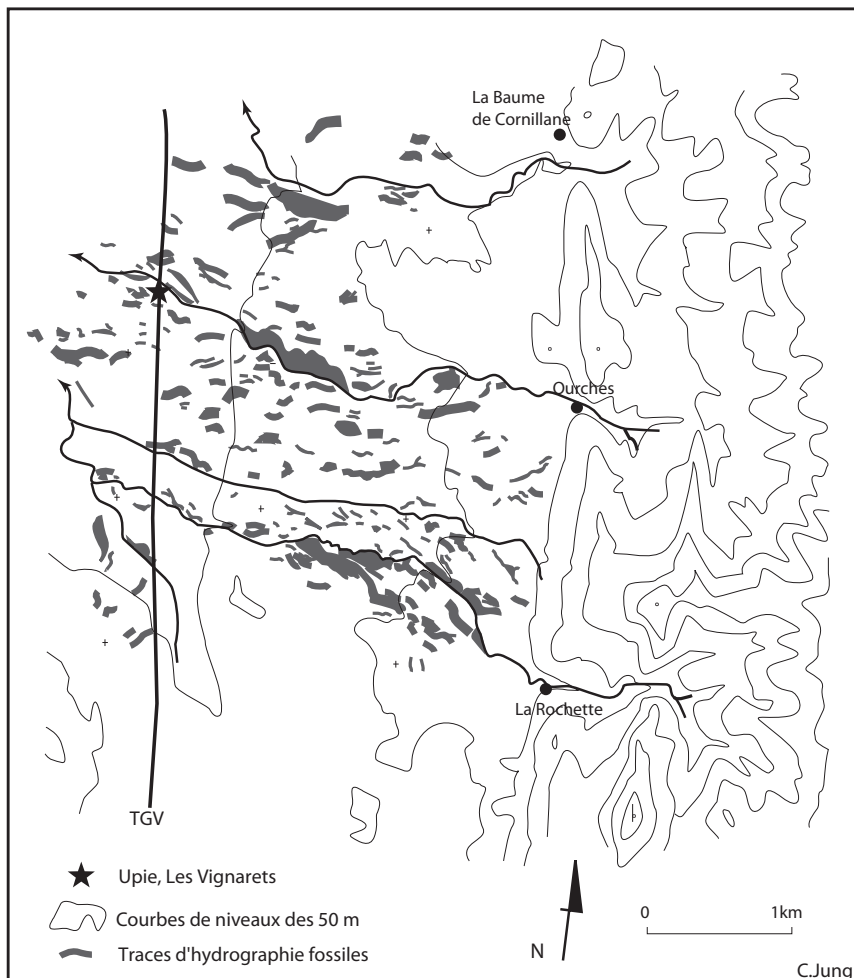 La Baume
de Cornillane
Ourches
La Rochette
TGV
Upie, Les Vignarets
Courbes de niveaux des 50 m
Traces d'hydrographie fossiles
N
0 1km
C.Jung